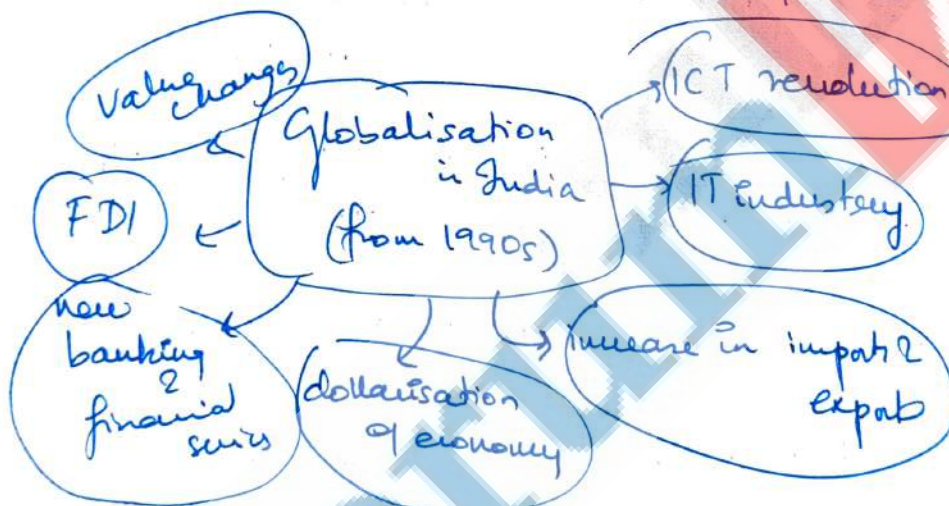 value
changes
Globalisation
in India
(from 1990s)
ICT revolution
IT industry
FDI
new
banking
&
financial
servies
dollarisation
of economy
increase in imports &
exports